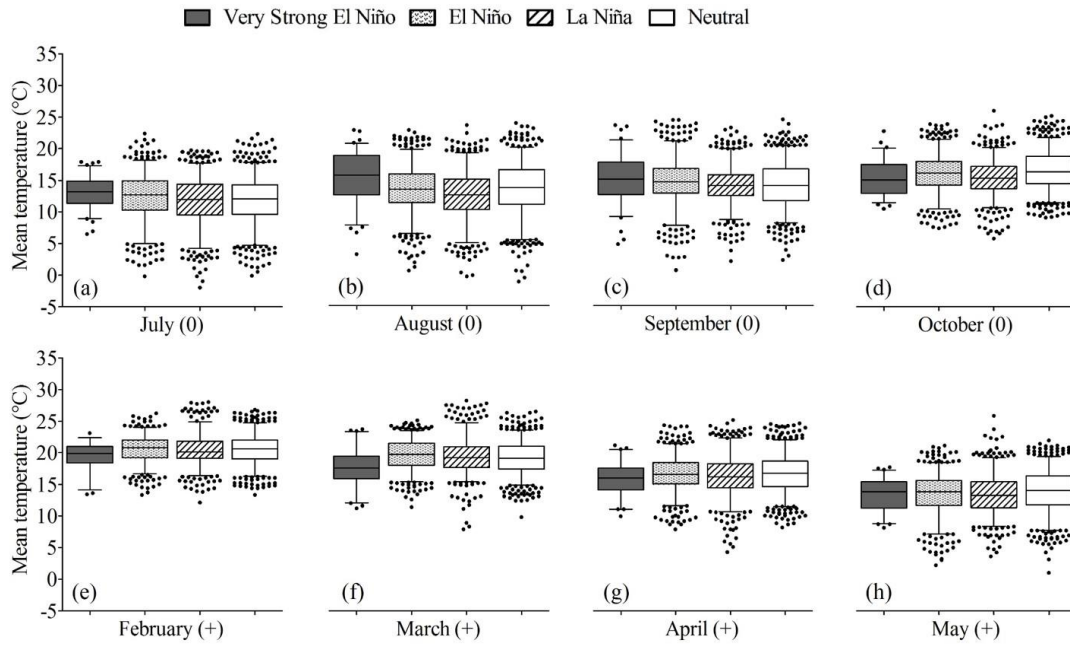 Very Strong El Niño El Niño La Niña Neutral
Mean temperature (°C)
35
30
25
20
15
10
5
0
-5
(a)
(b)
(c)
(d)
July (0)
August (0)
September (0)
October (0)
Mean temperature (°C)
35
30
25
20
15
10
5
0
-5
(e)
(f)
(g)
(h)
February (+)
March (+)
April (+)
May (+)